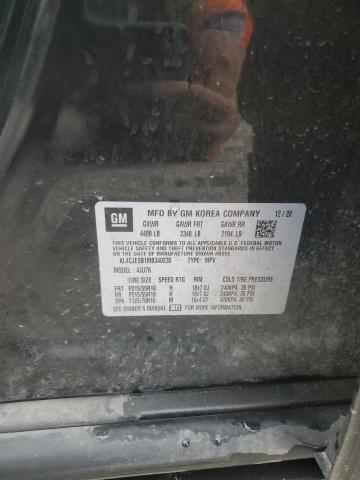 GM
MFD BY GM KOREA COMPANY 12/20
GVWR GAWR FRT GAWR RR
4409 LB 2348 LB 2194 LB
THIS VEHICLE CONFORMS TO ALL APPLICABLE U.S. FEDERAL MOTOR
VEHICLE SAFETY, BUMPER, AND THEFT PREVENTION STANDARDS IN
EFFECT ON THE DATE OF MANUFACTURE SHOWN ABOVE.
TYPE: MPV
MODEL: 4JU76
TIRE SIZE SPEED RTG RIM COLD TIRE PRESSURE
FRT P215/55R18 H 18x7.0J 240KPA, 35 PSI
RR P215/55R18 H 18x7.0J 240KPA, 35 PSI
SPA T125/70R16 M 16x4.0T 420KPA, 60 PSI
SEE OWNER'S MANUAL FOR MORE INFORMATION